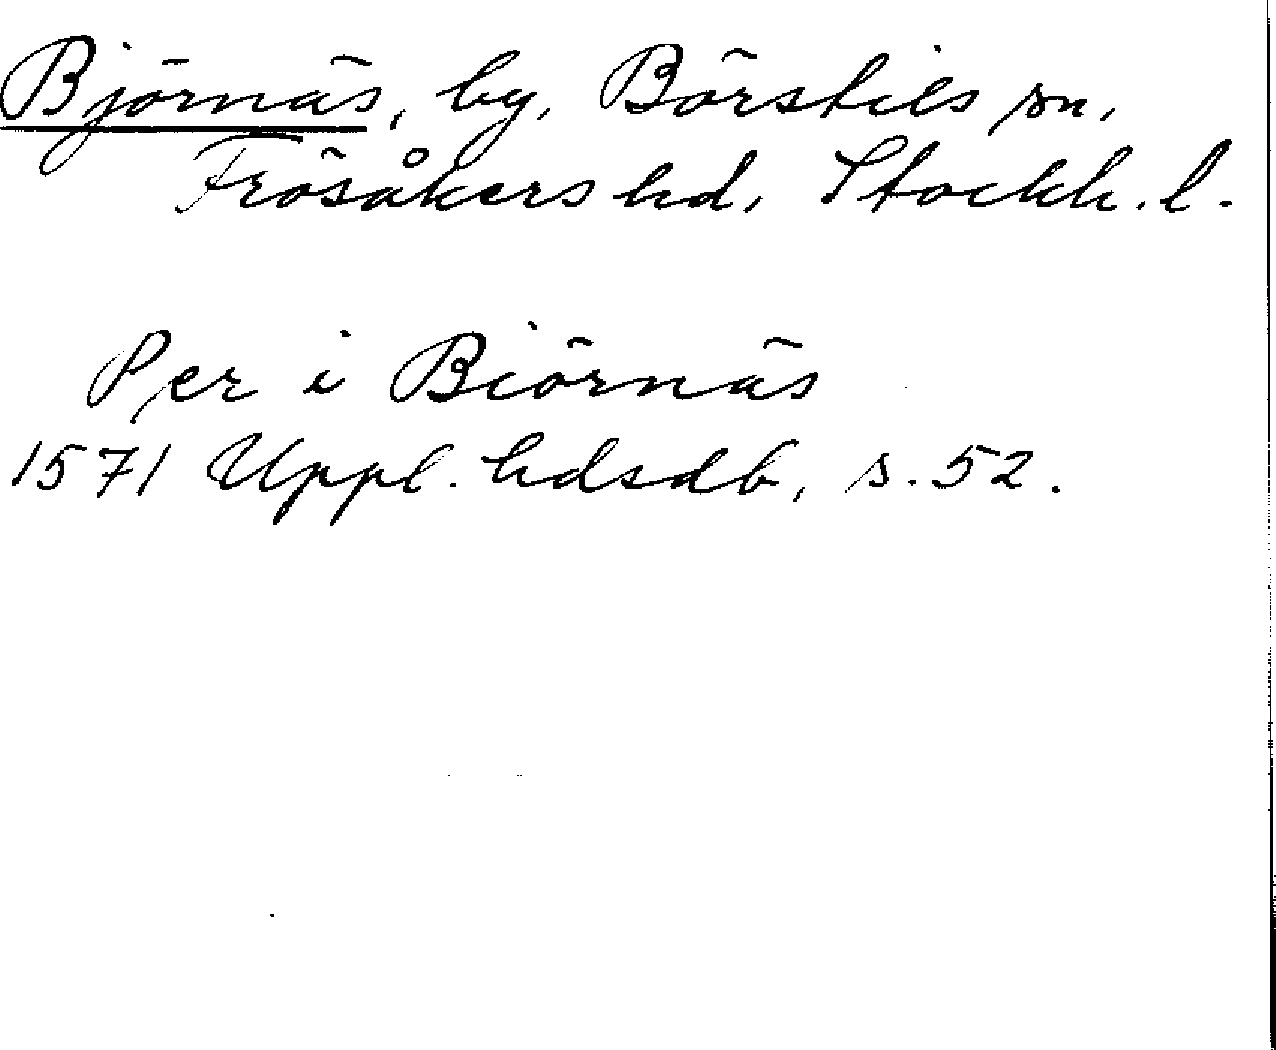 Björnäs, by, Börstils sn,
Frösåkers hd, Stockh. l.
Per i Biörnäs
1571 Uppl. hdsdb, s. 52.